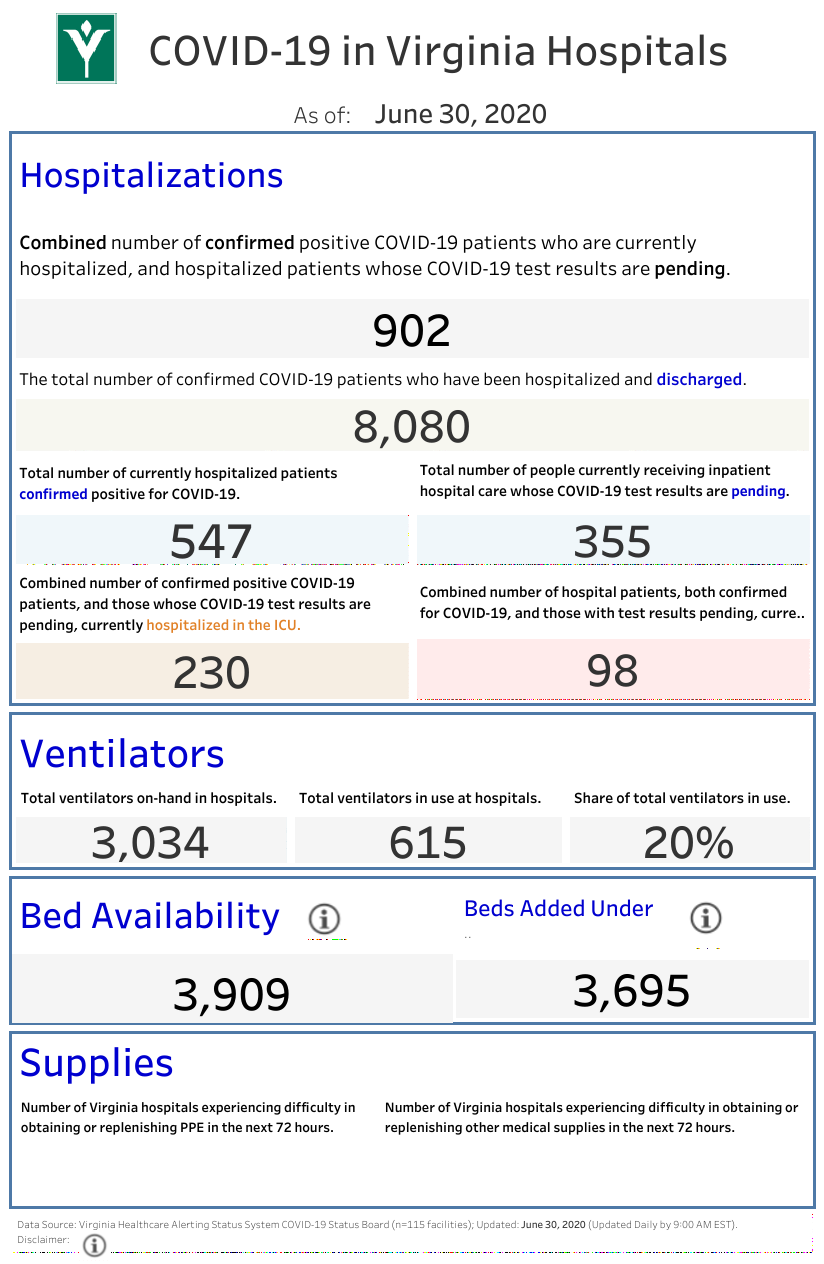 COVID-19 in Virginia Hospitals
As of: June 30, 2020
Hospitalizations
Combined number of confirmed positive COVID-19 patients who are currently
hospitalized, and hospitalized patients whose COVID-19 test results are pending.
902
The total number of confirmed COVID-19 patients who have been hospitalized and discharged.
8,080
Total number of currently hospitalized patients
confirmed positive for COVID-19.
547
Total number of people currently receiving inpatient
hospital care whose COVID-19 test results are pending.
355
Combined number of confirmed positive COVID-19
patients, and those whose COVID-19 test results are
pending, currently hospitalized in the ICU.
230
Combined number of hospital patients, both confirmed
for COVID-19, and those with test results pending, curre..
98
Ventilators
Total ventilators on-hand in hospitals.
3,034
Total ventilators in use at hospitals.
615
Share of total ventilators in use.
20%
Bed Availability
3,909
Beds Added Under
..
3,695
Supplies
Number of Virginia hospitals experiencing difficulty in
obtaining or replenishing PPE in the next 72 hours.
Number of Virginia hospitals experiencing difficulty in obtaining or
replenishing other medical supplies in the next 72 hours.
Data Source: Virginia Healthcare Alerting Status System COVID-19 Status Board (n=115 facilities); Updated: June 30, 2020 (Updated Daily by 9:00 AM EST).
Disclaimer: